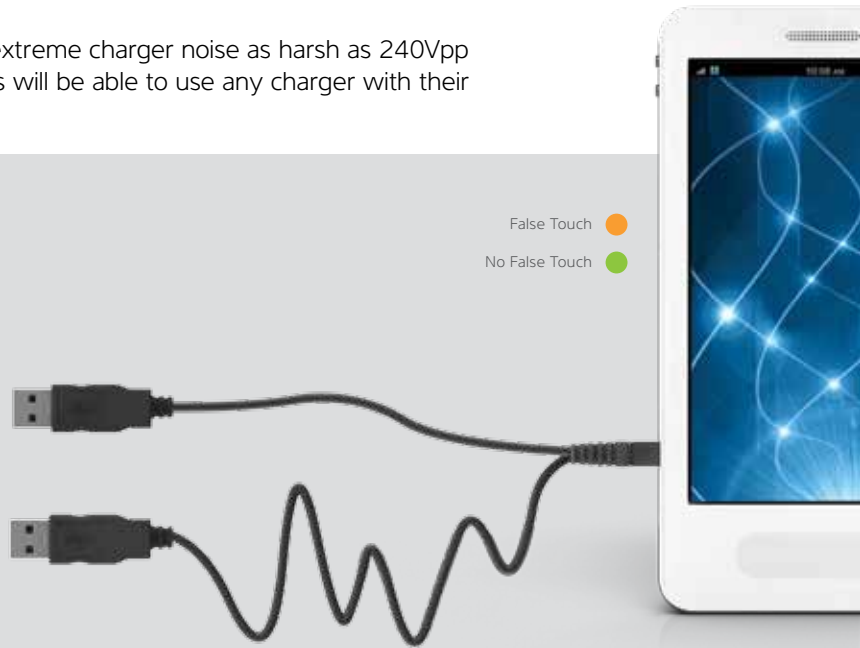 extreme charger noise as harsh as 240Vpp
s will be able to use any charger with their
False Touch
No False Touch